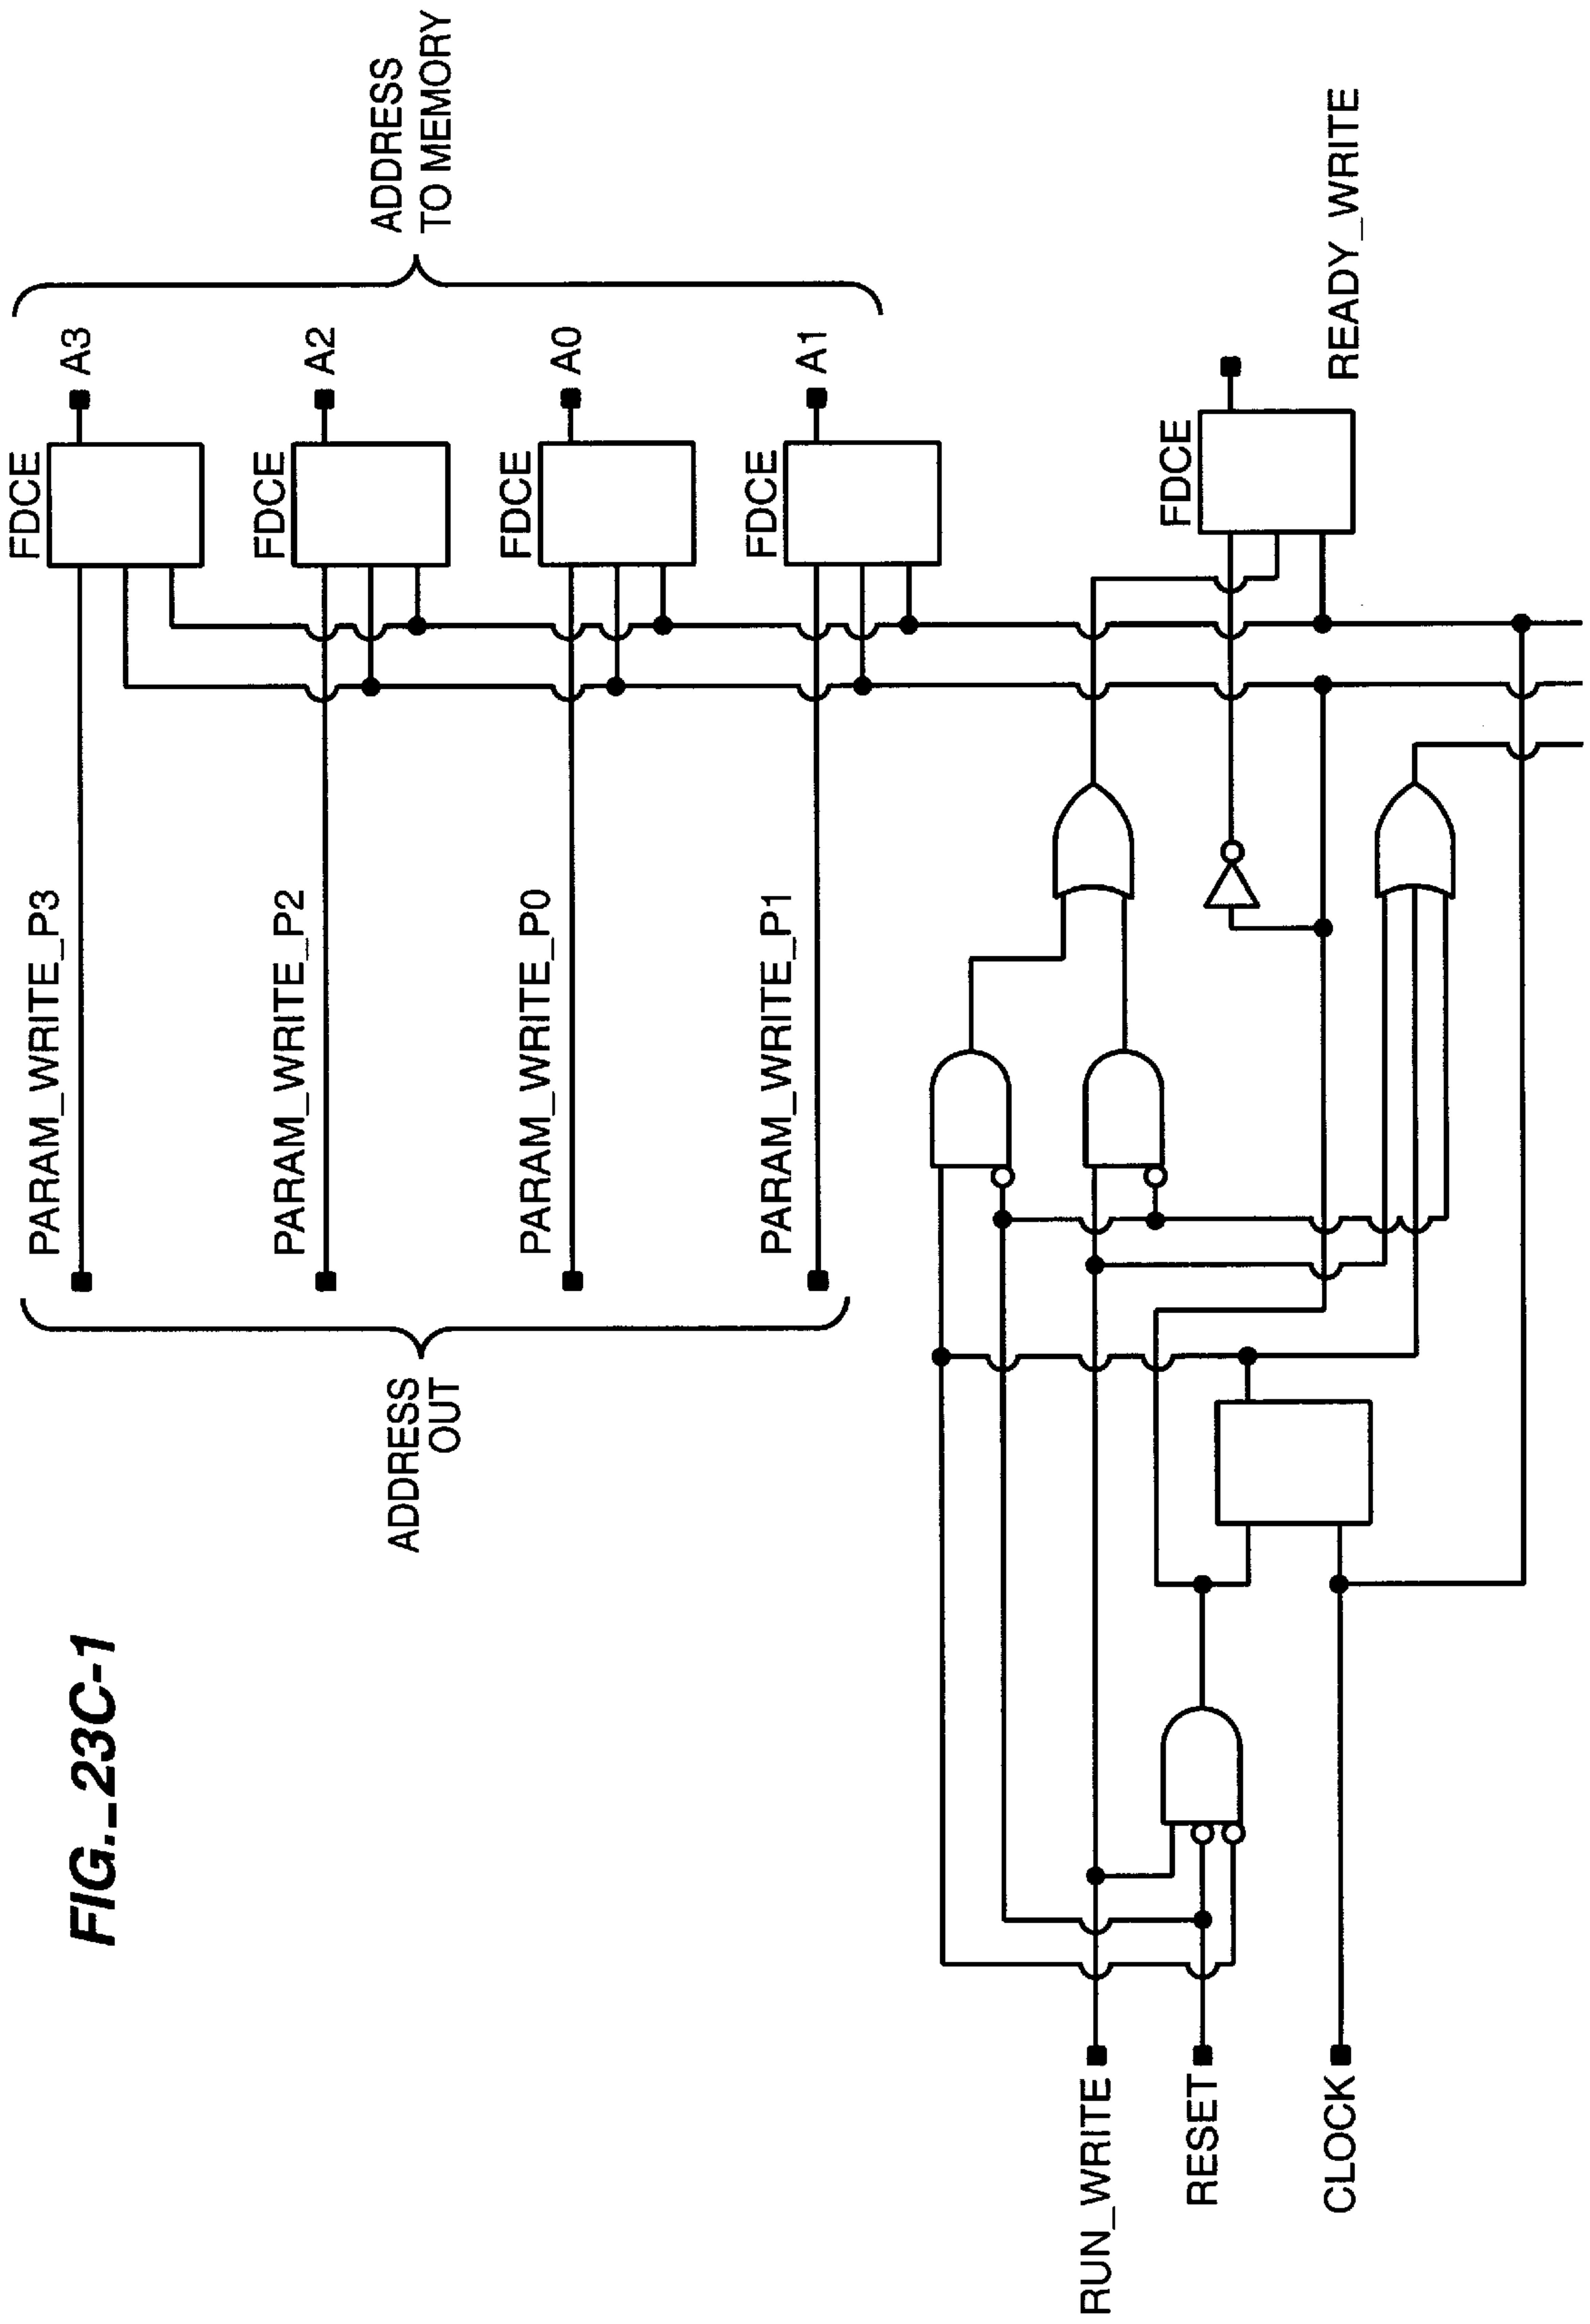 FIG._23C-1
ADDRESS
OUT
PARAM_WRITE_P3
FDCE
A3
PARAM_WRITE_P2
FDCE
A2
PARAM_WRITE_P0
FDCE
A0
PARAM_WRITE_P1
FDCE
A1
ADDRESS
TO MEMORY
RUN_WRITE
RESET
CLOCK
FDCE
READY_WRITE